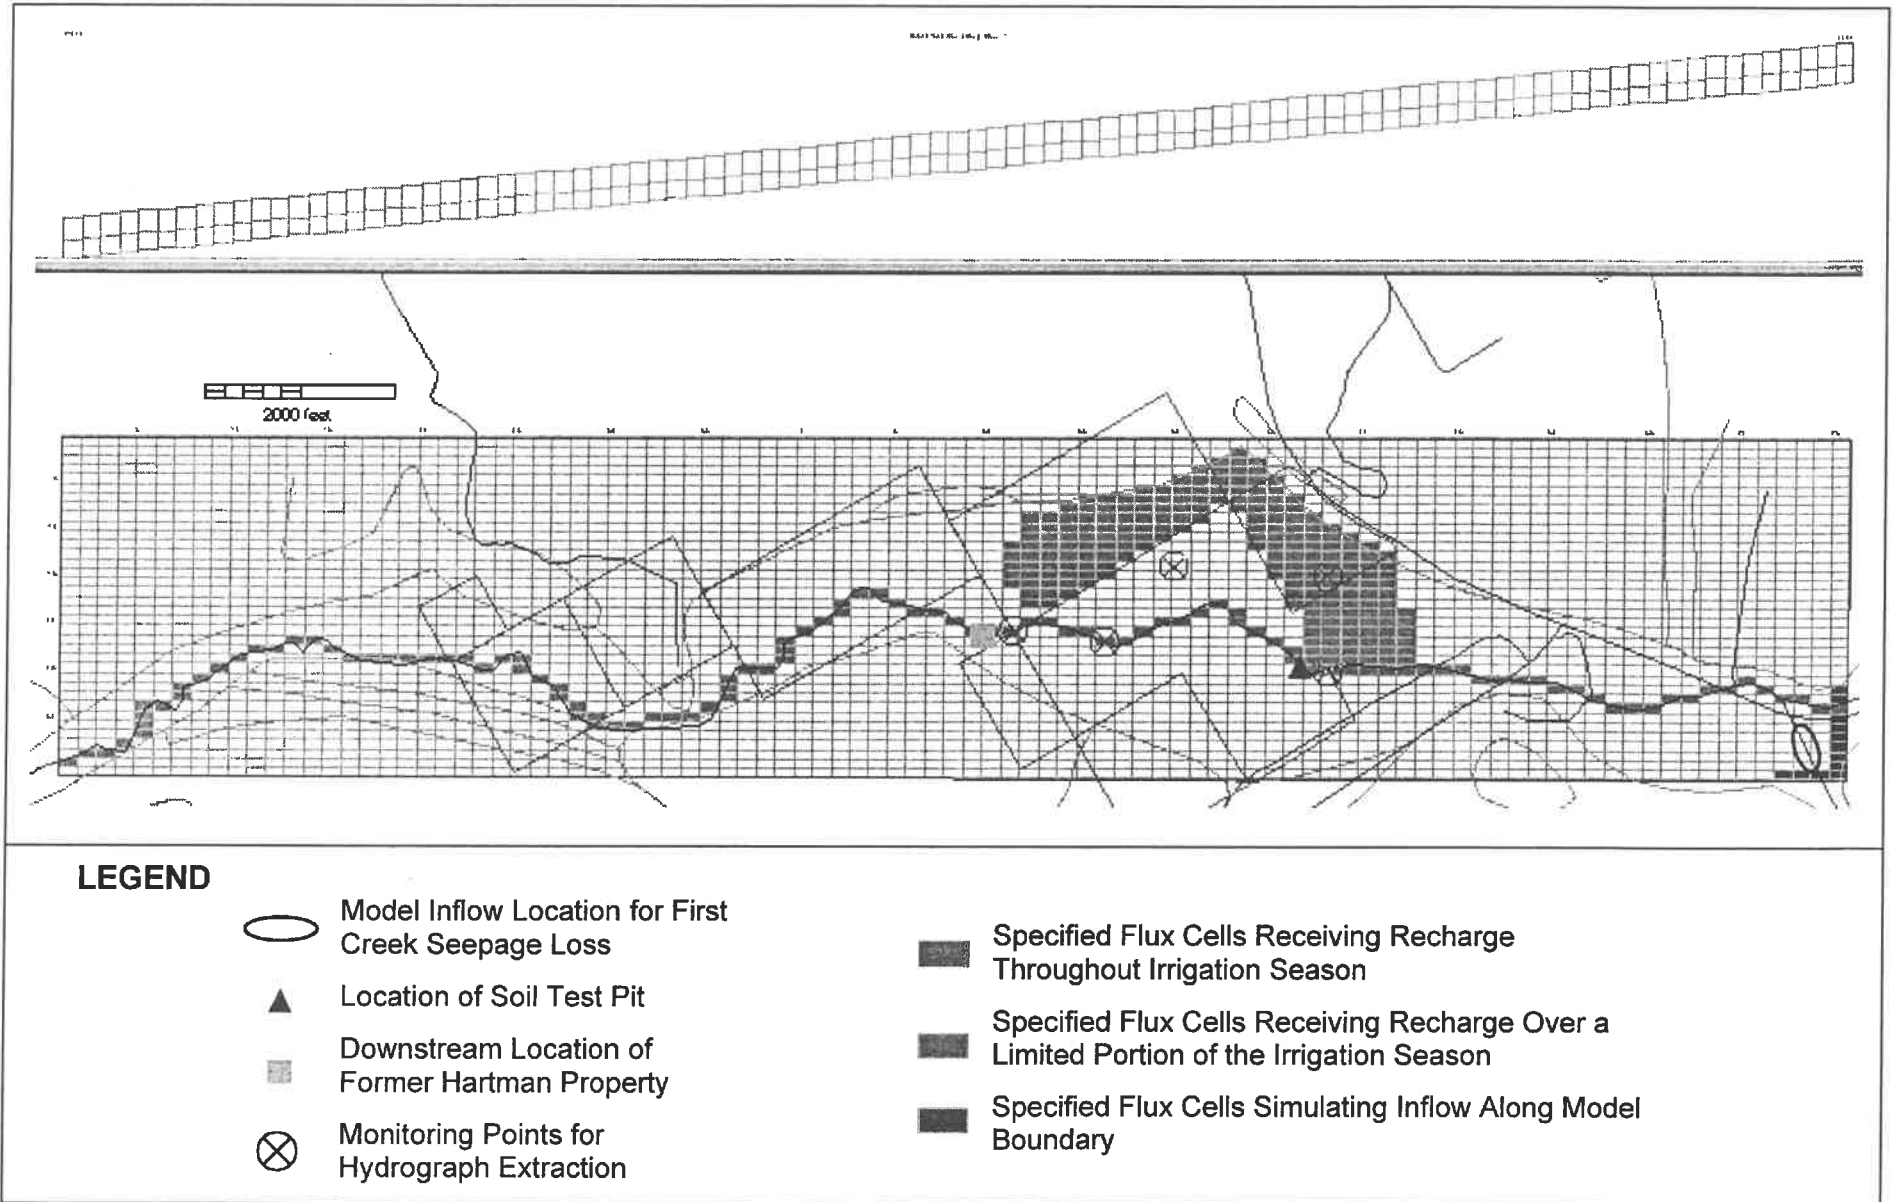 2000 feet
LEGEND
Model Inflow Location for First
Creek Seepage Loss
Location of Soil Test Pit
Downstream Location of
Former Hartman Property
Monitoring Points for
Hydrograph Extraction
Specified Flux Cells Receiving Recharge
Throughout Irrigation Season
Specified Flux Cells Receiving Recharge Over a
Limited Portion of the Irrigation Season
Specified Flux Cells Simulating Inflow Along Model
Boundary